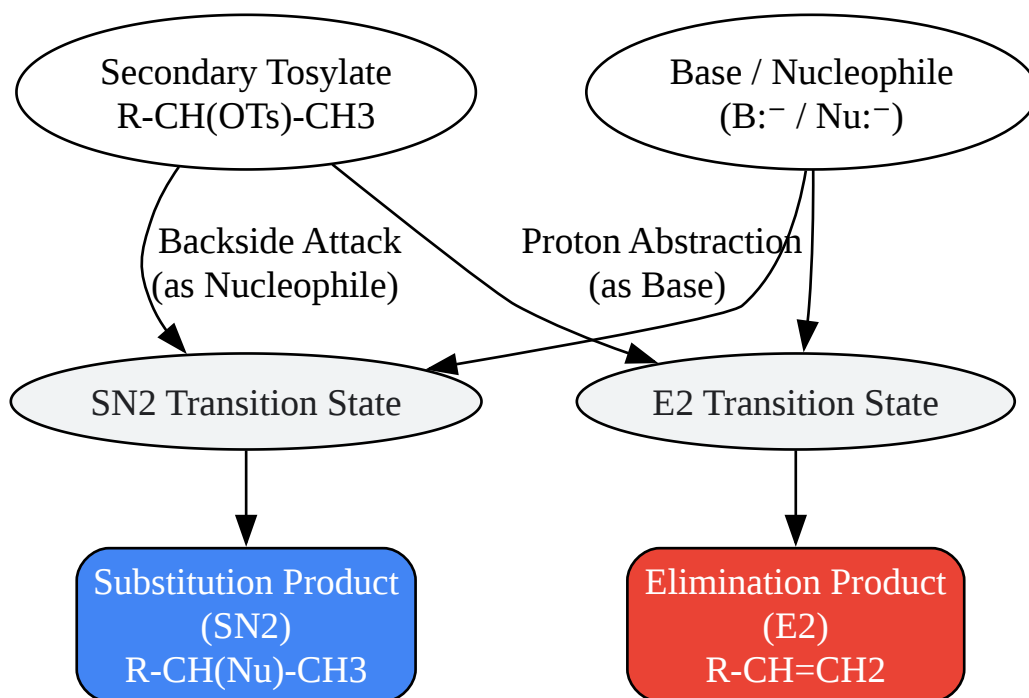 Secondary Tosylate
R-CH(OTs)-CH3
Base / Nucleophile
(B:⁻ / Nu:⁻)
Backside Attack
(as Nucleophile)
Proton Abstraction
(as Base)
SN2 Transition State
E2 Transition State
Substitution Product
(SN2)
R-CH(Nu)-CH3
Elimination Product
(E2)
R-CH=CH2